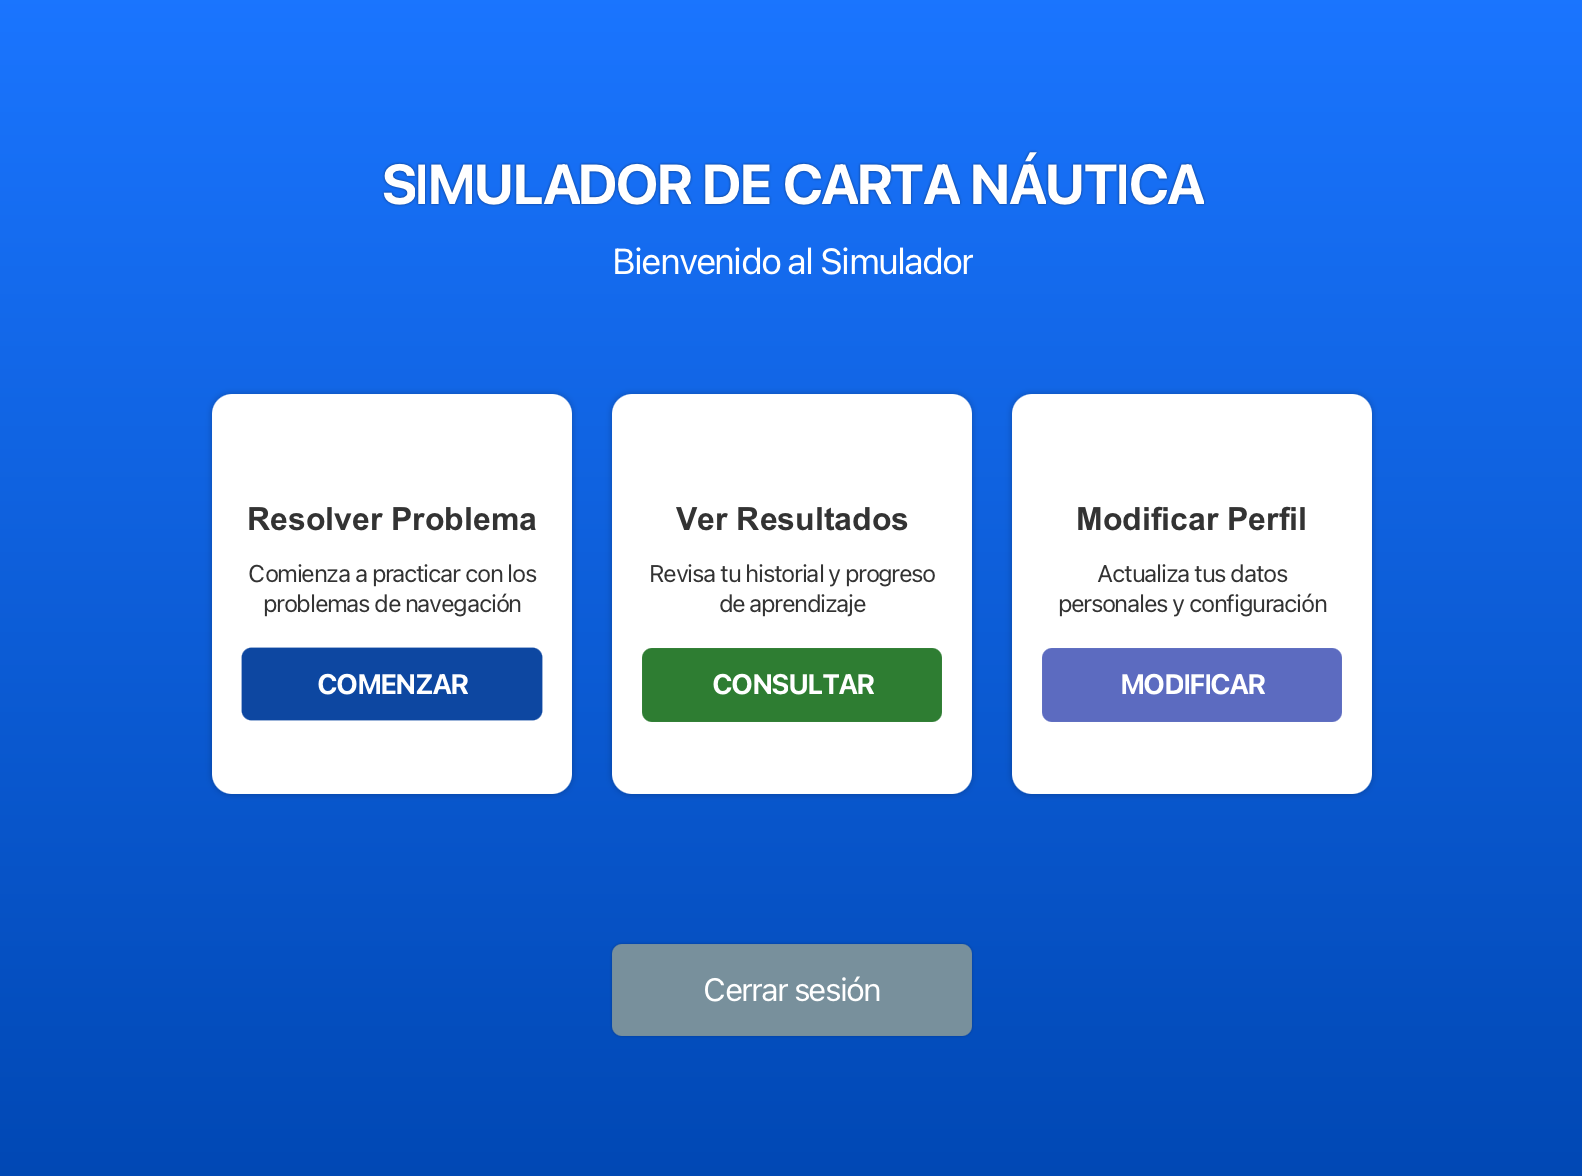 SIMULADOR DE CARTA NÁUTICA
Bienvenido al Simulador
Resolver Problema
Comienza a practicar con los
problemas de navegación
COMENZAR
Ver Resultados
Revisa tu historial y progreso
de aprendizaje
CONSULTAR
Modificar Perfil
Actualiza tus datos
personales y configuración
MODIFICAR
Cerrar sesión